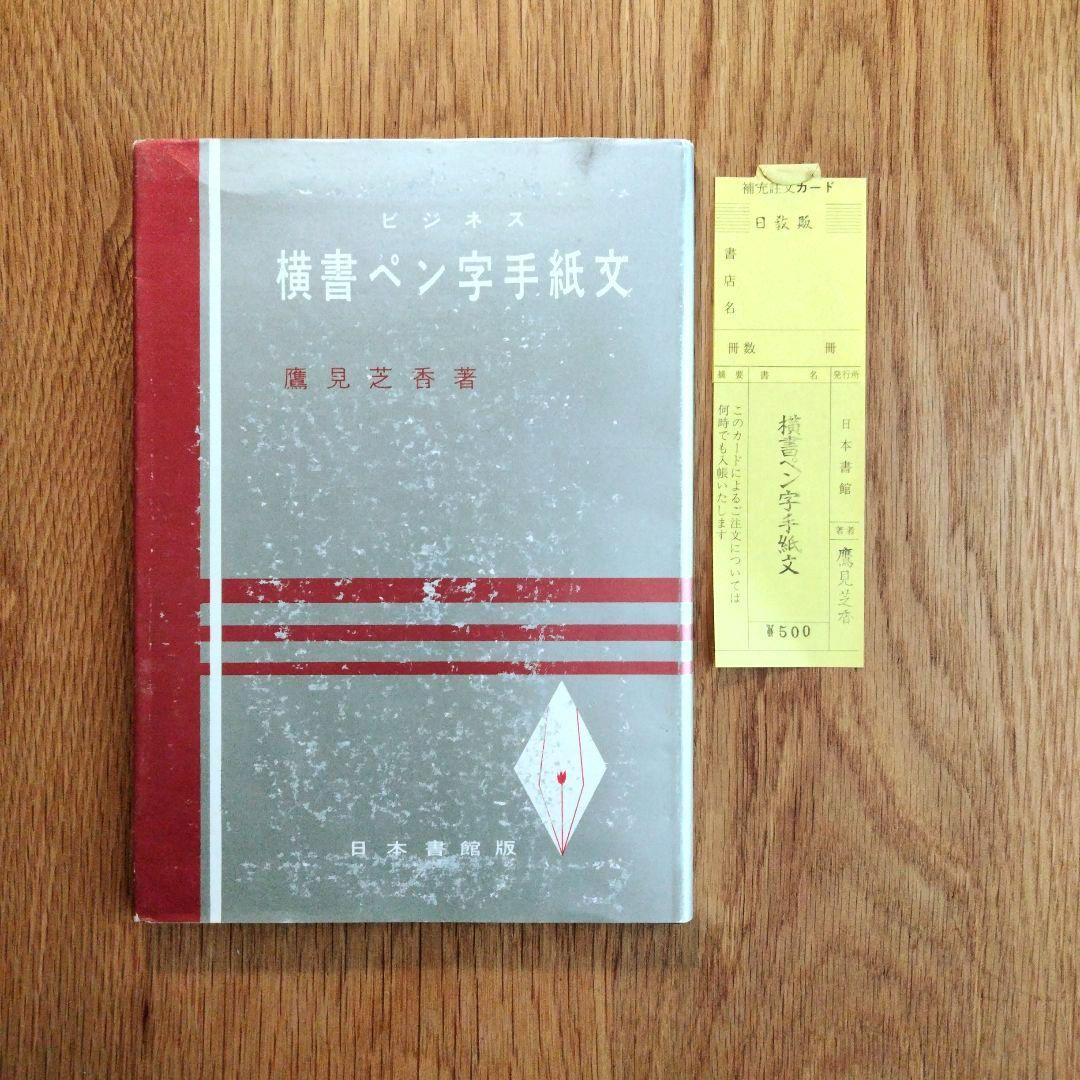 ビジネス
横書ペン字手紙文
鷹見芝香著
日本書館版
補充註文カード
日教販
書店名
冊数 冊
摘要 書名 発行所
日本書館
著者
鷹見芝香
横書ペン字手紙文
¥500
このカードによるご注文については
何時でも入帳いたします